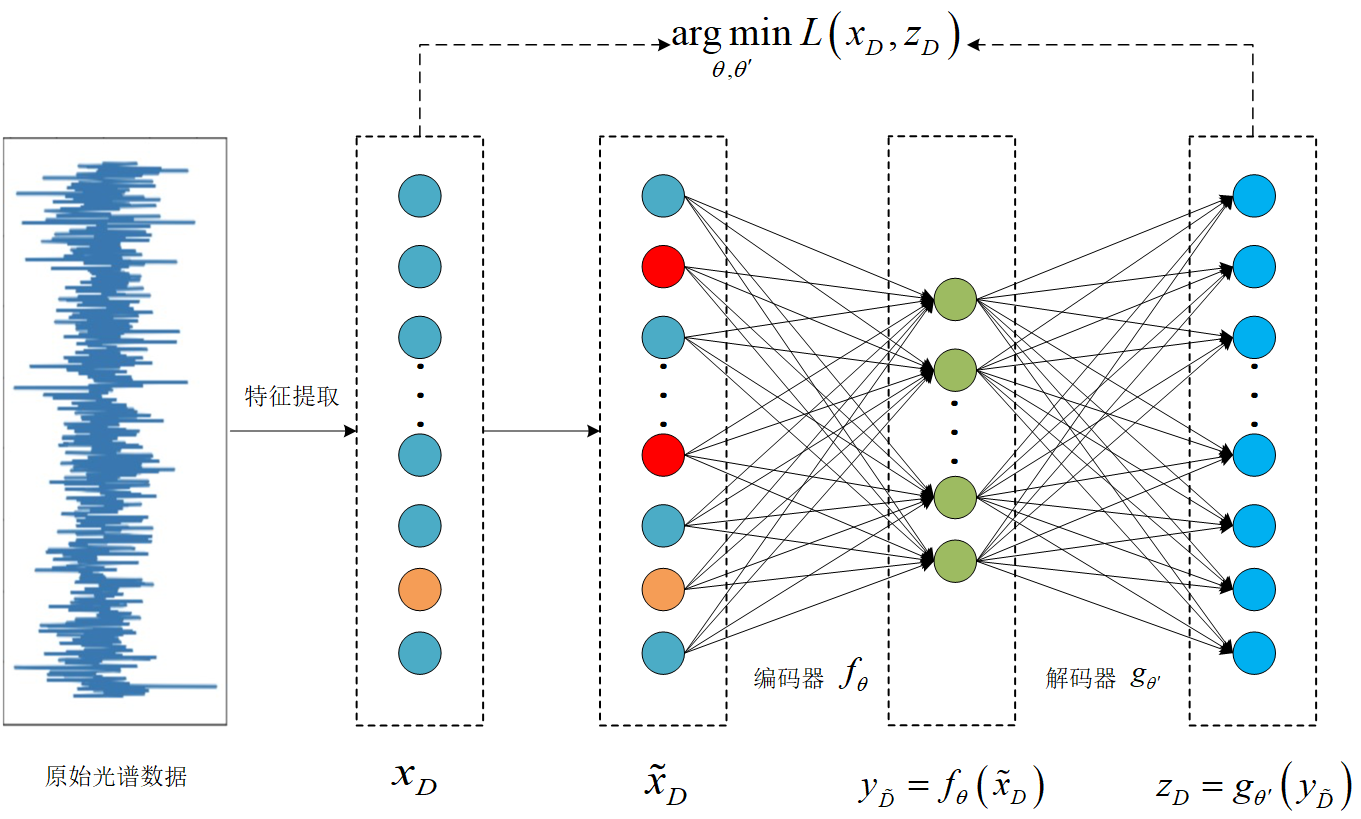 arg min L(x_D, z_D)
θ,θ′
特征提取
编码器 f_θ
解码器 g_θ′
原始光谱数据
x_D
x̃_D
y_D̃ = f_θ(x̃_D)
z_D = g_θ′(y_D̃)